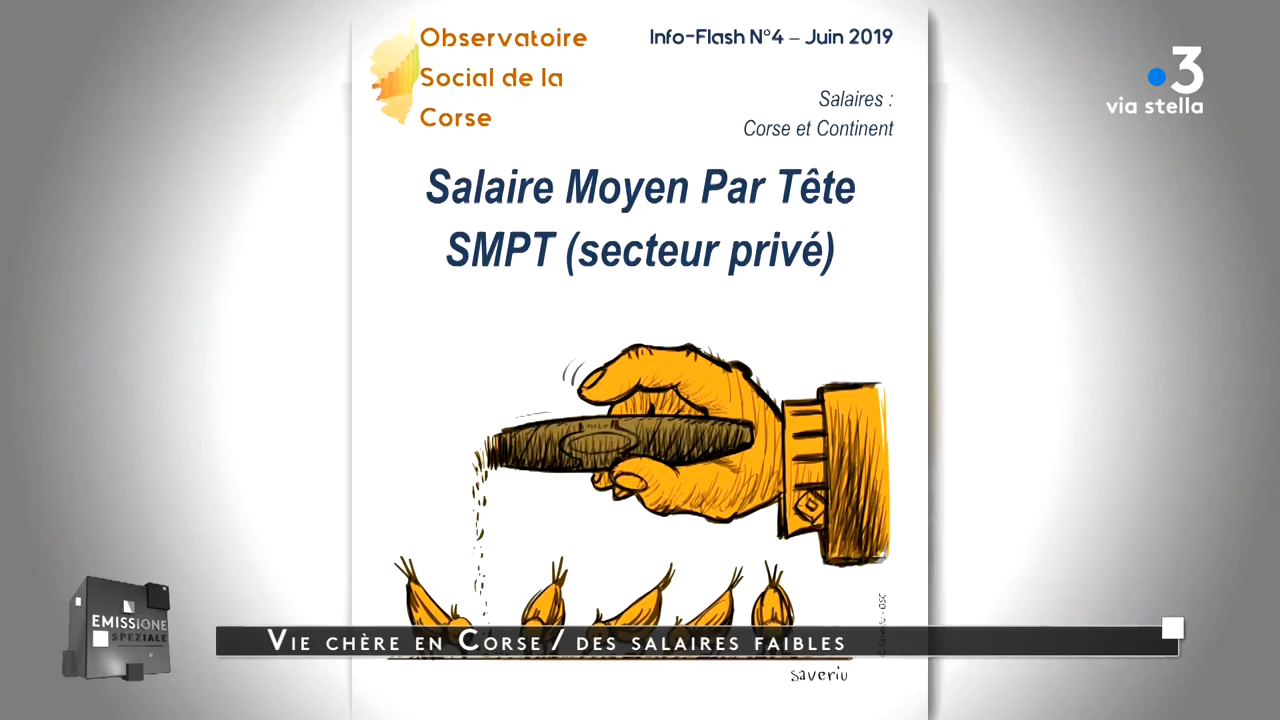 Observatoire
Social de la
Corse
Info-Flash N°4 – Juin 2019
Salaires :
Corse et Continent
3
via stella
Salaire Moyen Par Tête
SMPT (secteur privé)
EMISSIONE
SPEZIALE
Vie chère en Corse / des salaires faibles
saveriu